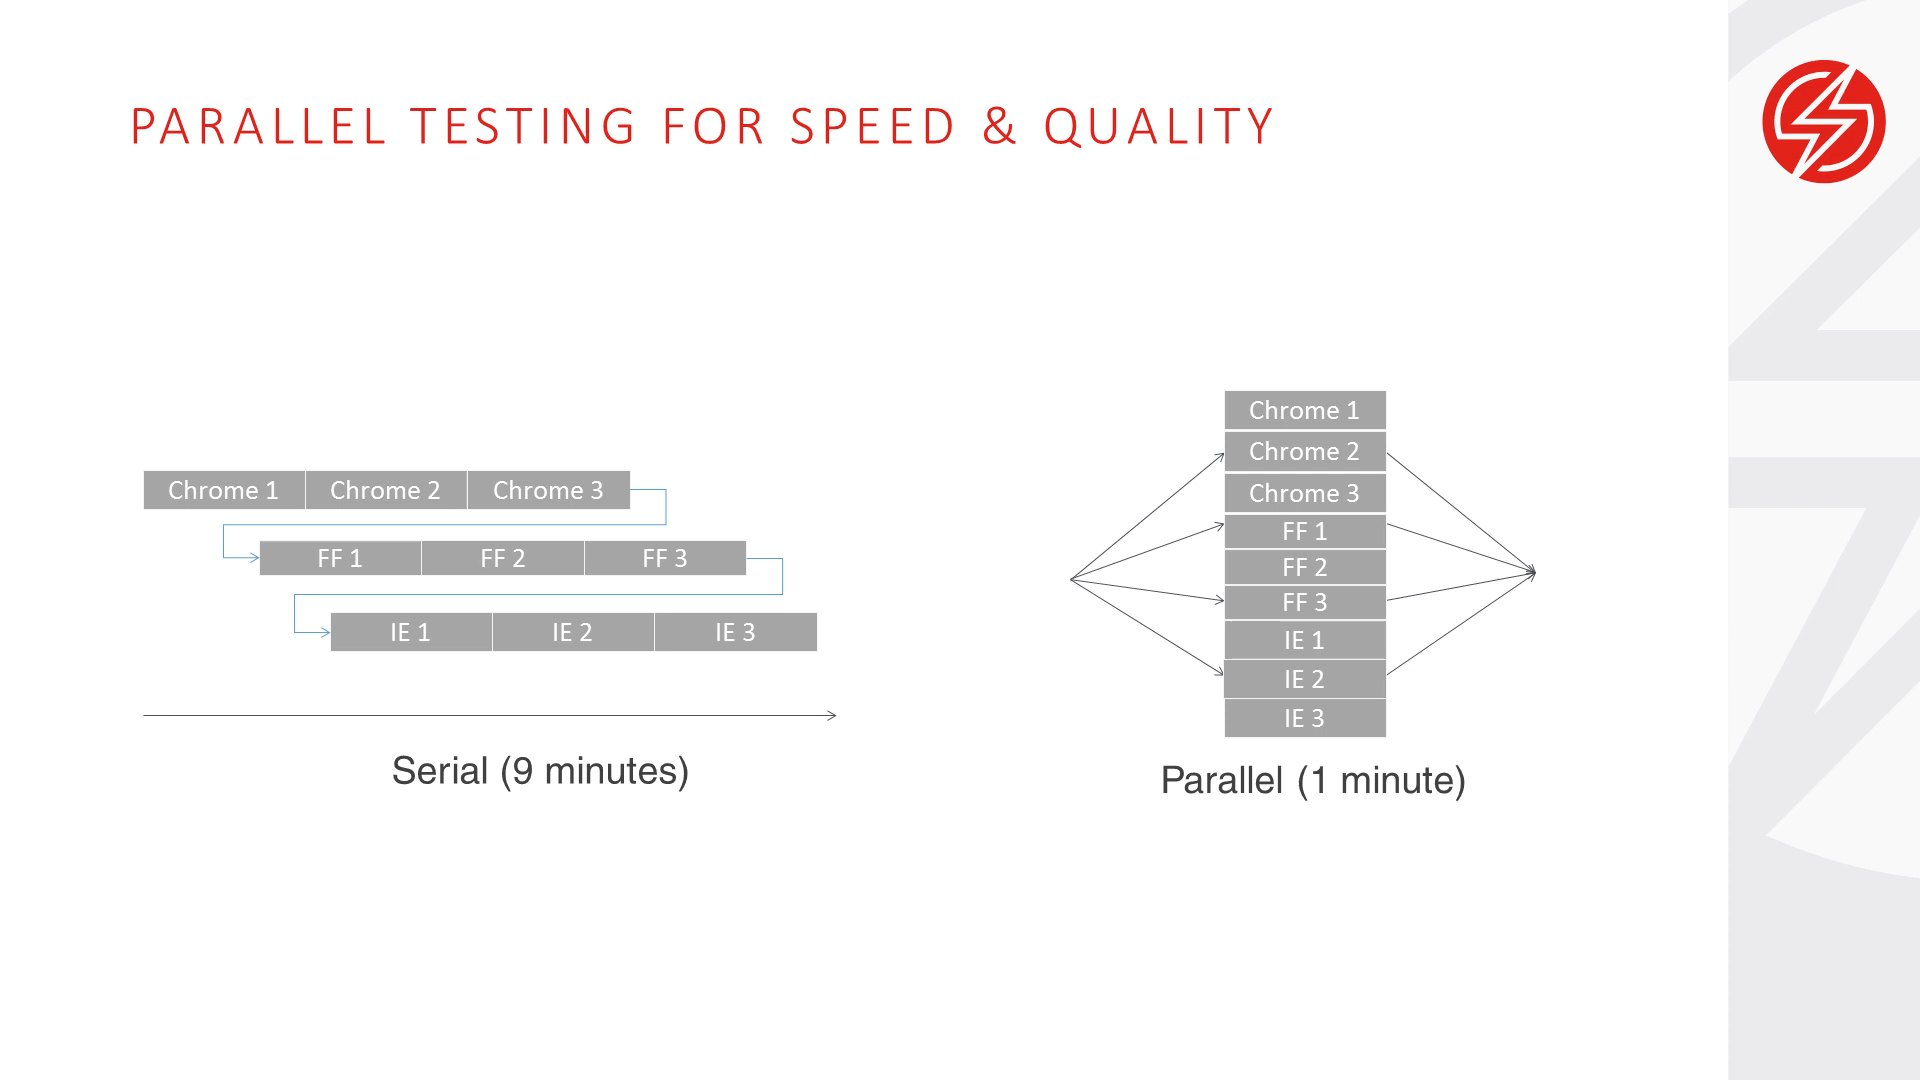 PARALLEL TESTING FOR SPEED & QUALITY
Chrome 1 Chrome 2 Chrome 3
FF 1 FF 2 FF 3
IE 1 IE 2 IE 3
Serial (9 minutes)
Chrome 1
Chrome 2
Chrome 3
FF 1
FF 2
FF 3
IE 1
IE 2
IE 3
Parallel (1 minute)